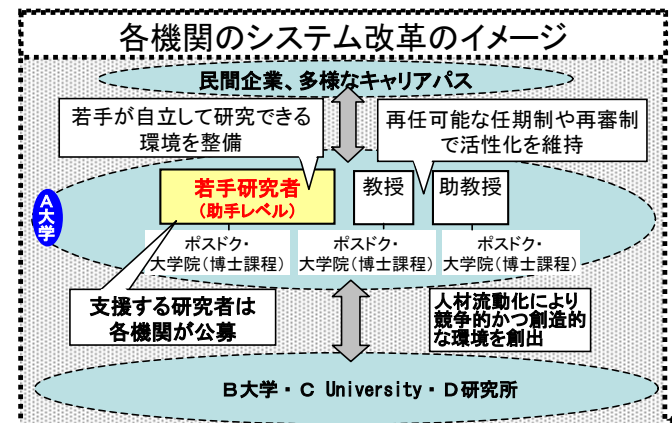 各機関のシステム改革のイメージ
民間企業、多様なキャリアパス
若手が自立して研究できる
環境を整備
再任可能な任期制や再審制
で活性化を維持
A大学
若手研究者
(助手レベル)
教授
助教授
ポスドク・
大学院(博士課程)
ポスドク・
大学院(博士課程)
ポスドク・
大学院(博士課程)
支援する研究者は
各機関が公募
人材流動化により
競争的かつ創造的
な環境を創出
B大学・C University・D研究所